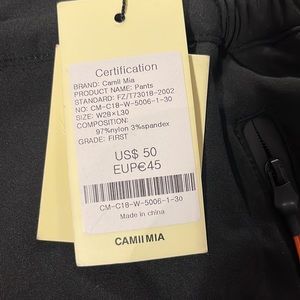 Certification
BRAND: Camii Mia
PRODUCT NAME: Pants
STANDARD: FZ/T73018-2002
NO: CM-C18-W-5006-1-30
SIZE: W28×L30
COMPOSITION:
97%nylon 3%spandex
GRADE: FIRST
US$ 50
EUP€45
CM-C18-W-5006-1-30
Made in china
CAMIIMIA